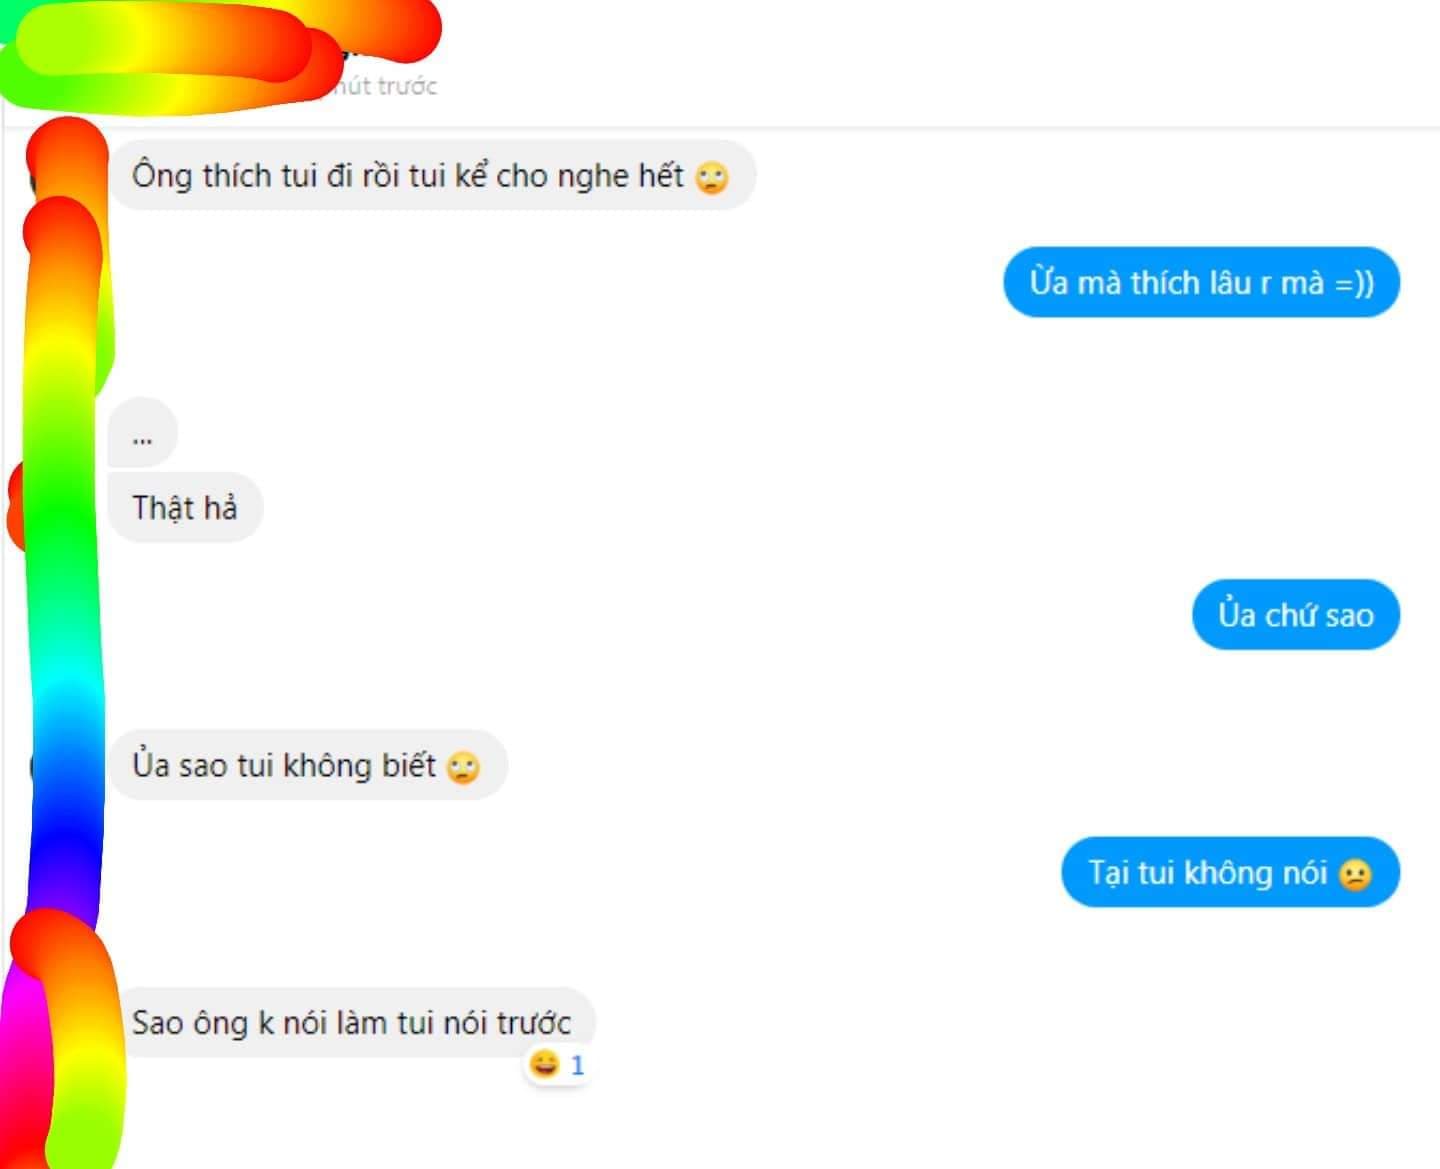 trước
Ông thích tui đi rồi tui kể cho nghe hết 🙄
Ừa mà thích lâu r mà =))
...
Thật hả
Ủa chứ sao
Ủa sao tui không biết 🙄
Tại tui không nói 😕
Sao ông k nói làm tui nói trước
😄 1